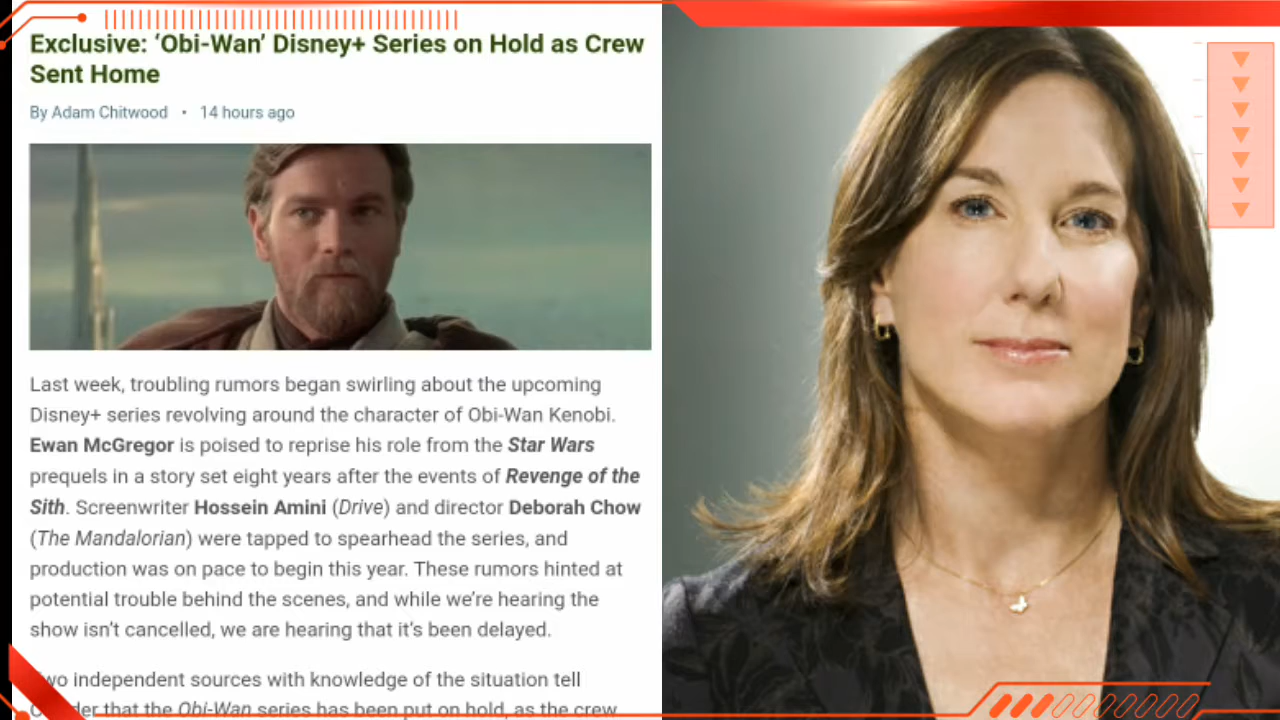 Exclusive: ‘Obi-Wan’ Disney+ Series on Hold as Crew
Sent Home
By Adam Chitwood • 14 hours ago
Last week, troubling rumors began swirling about the upcoming
Disney+ series revolving around the character of Obi-Wan Kenobi.
Ewan McGregor is poised to reprise his role from the Star Wars
prequels in a story set eight years after the events of Revenge of the
Sith. Screenwriter Hossein Amini (Drive) and director Deborah Chow
(The Mandalorian) were tapped to spearhead the series, and
production was on pace to begin this year. These rumors hinted at
potential trouble behind the scenes, and while we’re hearing the
show isn’t cancelled, we are hearing that it’s been delayed.
wo independent sources with knowledge of the situation tell
der that the Obi-Wan series has been put on hold, as the crew